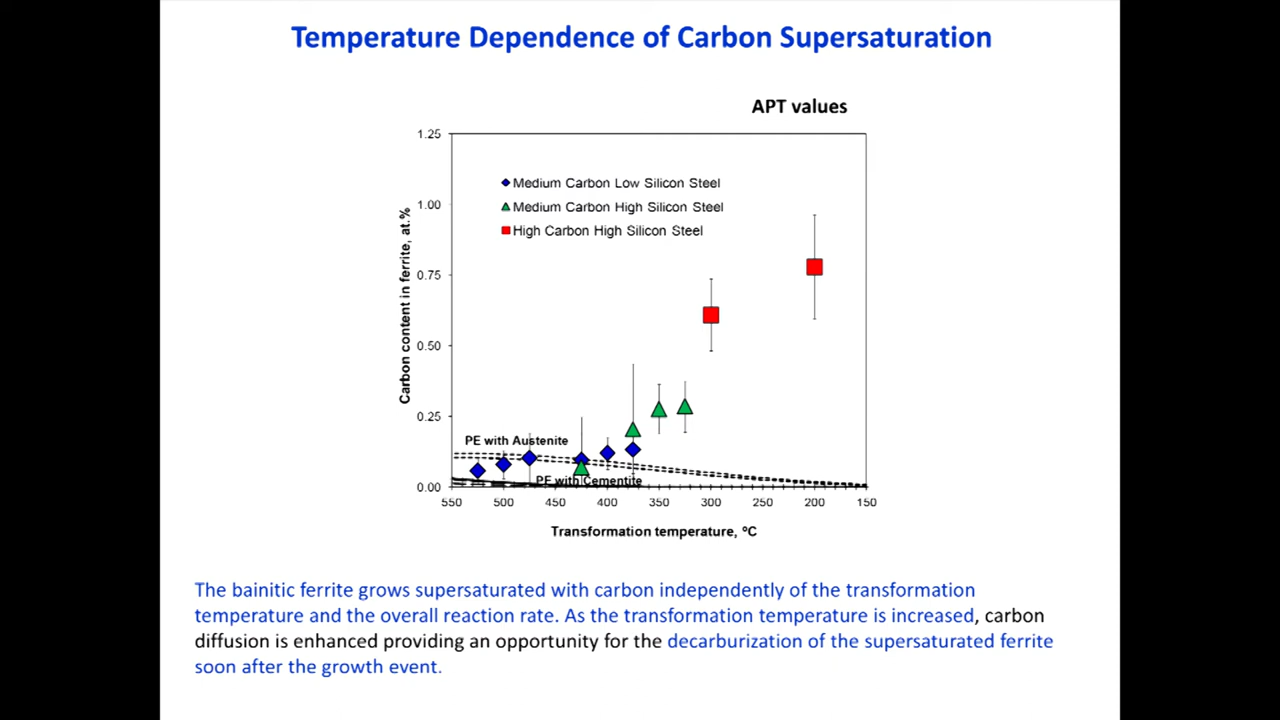 Temperature Dependence of Carbon Supersaturation
APT values
1.25
1.00
0.75
0.50
0.25
0.00
Carbon content in ferrite, at.%
Medium Carbon Low Silicon Steel
Medium Carbon High Silicon Steel
High Carbon High Silicon Steel
PE with Austenite
PE with Cementite
550 500 450 400 350 300 250 200 150
Transformation temperature, ºC
The bainitic ferrite grows supersaturated with carbon independently of the transformation
temperature and the overall reaction rate. As the transformation temperature is increased, carbon
diffusion is enhanced providing an opportunity for the decarburization of the supersaturated ferrite
soon after the growth event.